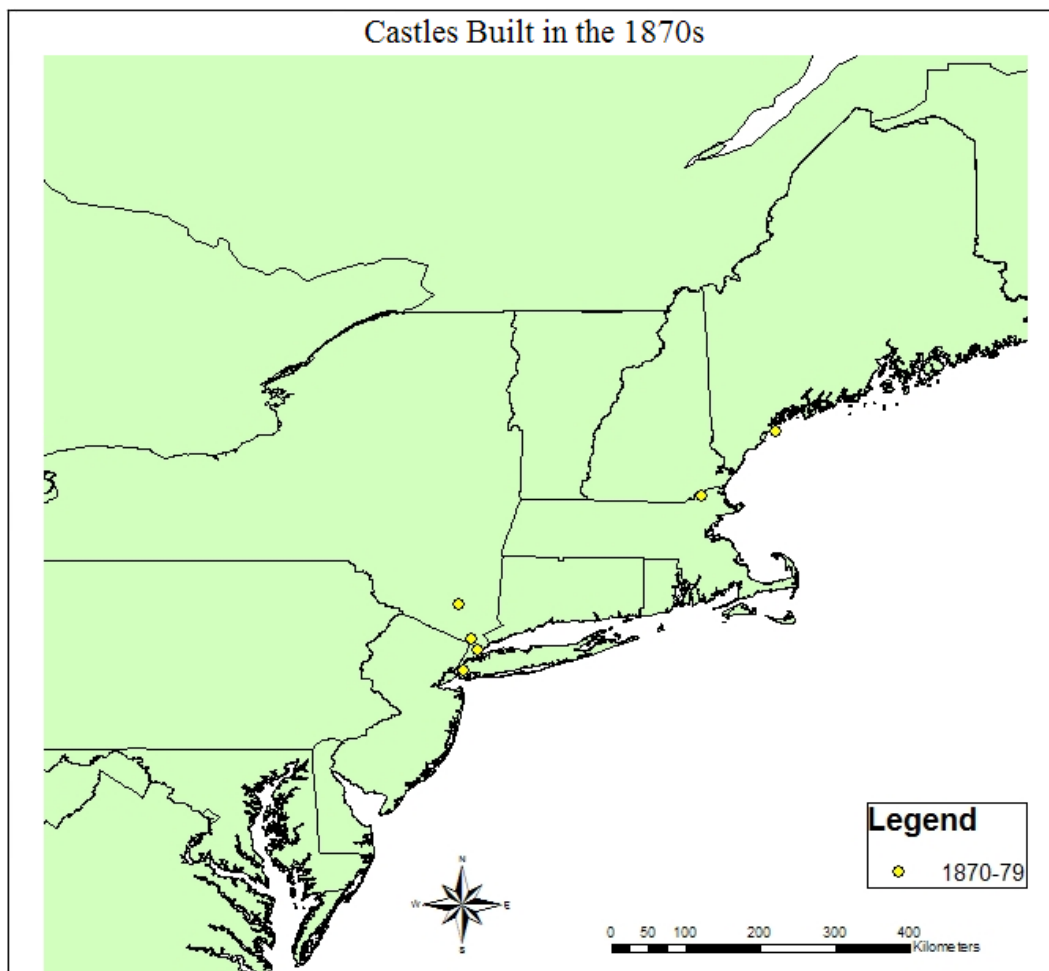 Castles Built in the 1870s
Legend
1870-79
N
W E
S
0 50 100 200 300 400
Kilometers